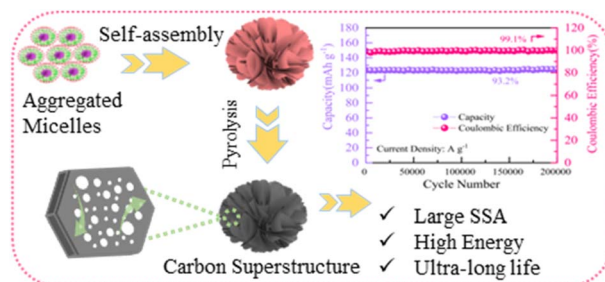 Self-assembly
Aggregated
Micelles
Pyrolysis
Carbon Superstructure
Capacity(mAh g⁻¹)
180
160
140
120
100
80
60
40
20
0
99.1%
93.2%
Capacity
Coulombic Efficiency
Current Density: A g⁻¹
0 50000 100000 150000 200000
Cycle Number
100
80
60
40
20
0
Coulombic Efficiency(%)
✓ Large SSA
✓ High Energy
✓ Ultra-long life